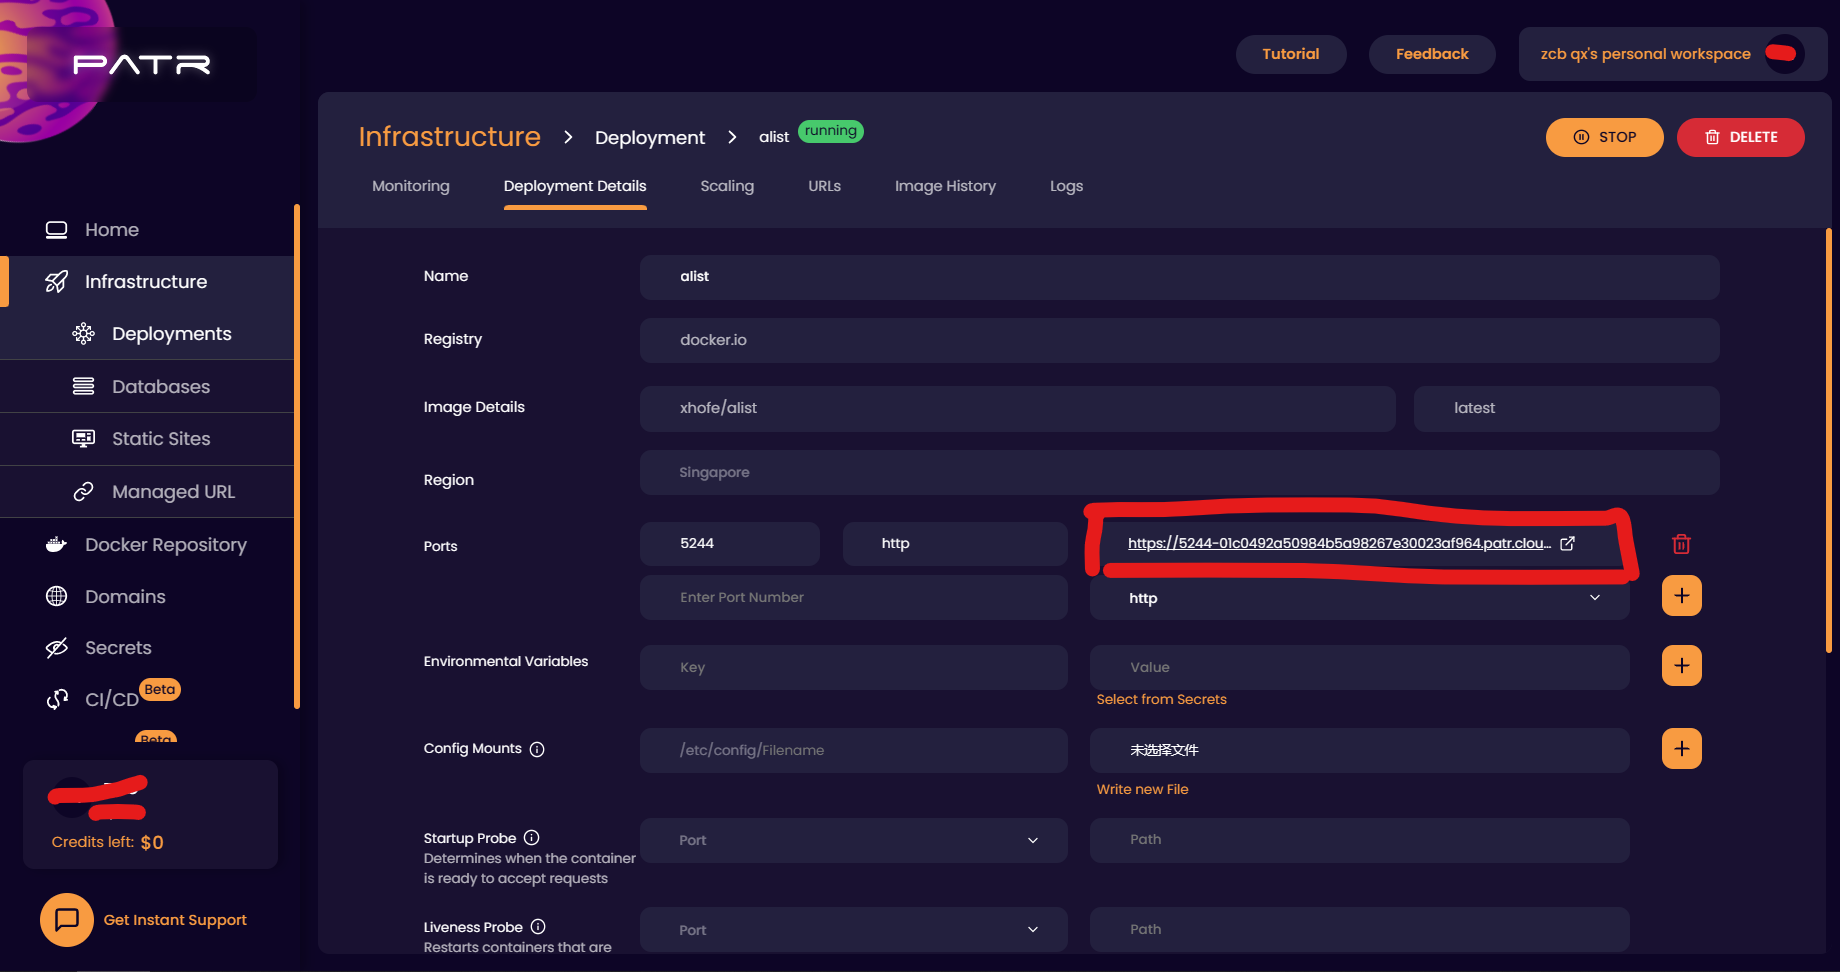 PATR
Tutorial
Feedback
zcb qx's personal workspace
Infrastructure > Deployment > alist running
STOP
DELETE
Monitoring
Deployment Details
Scaling
URLs
Image History
Logs
Home
Infrastructure
Deployments
Databases
Static Sites
Managed URL
Docker Repository
Domains
Secrets
CI/CD Beta
Beta
Credits left: $0
Get Instant Support
Name
alist
Registry
docker.io
Image Details
xhofe/alist
latest
Region
Singapore
Ports
5244
http
https://5244-01c0492a50984b5a98267e30023af964.patr.clou...
Enter Port Number
http
Environmental Variables
Key
Value
Select from Secrets
Config Mounts
/etc/config/Filename
未选择文件
Write new File
Startup Probe
Determines when the container
is ready to accept requests
Port
Path
Liveness Probe
Restarts containers that are
Port
Path